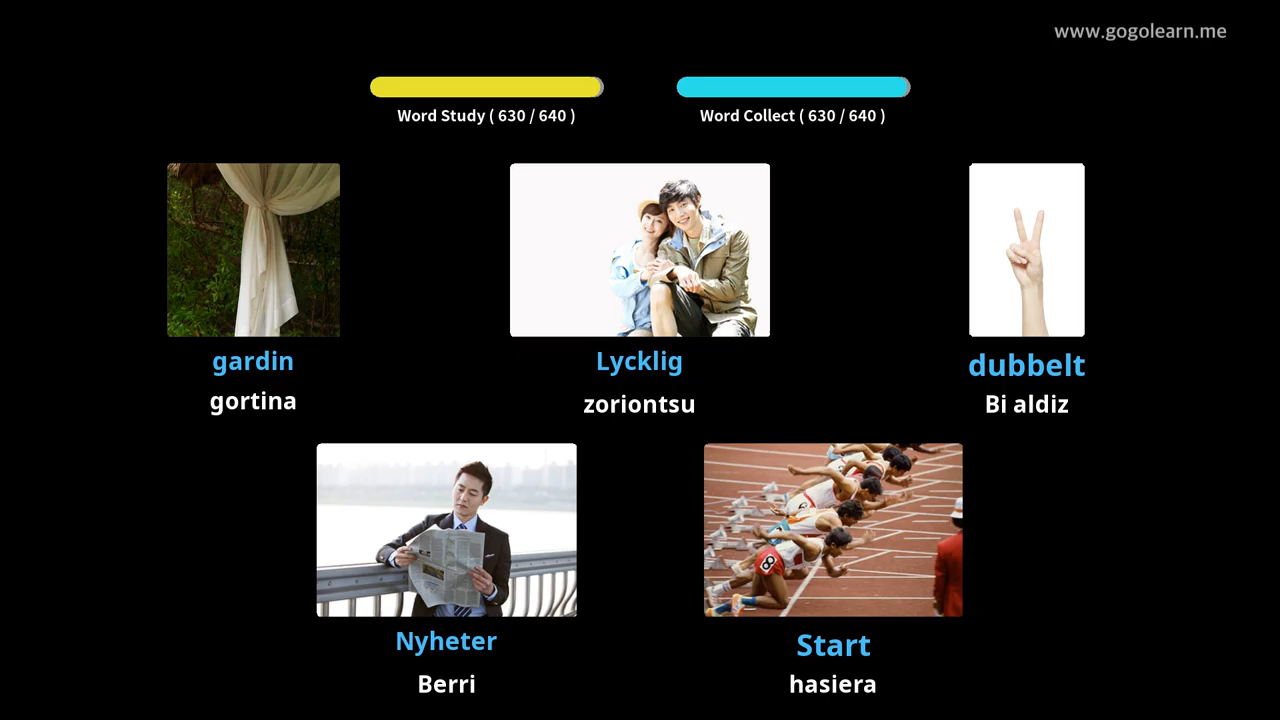 www.gogolearn.me
Word Study ( 630 / 640 )
Word Collect ( 630 / 640 )
gardin
gortina
Lycklig
zoriontsu
dubbelt
Bi aldiz
Nyheter
Berri
Start
hasiera